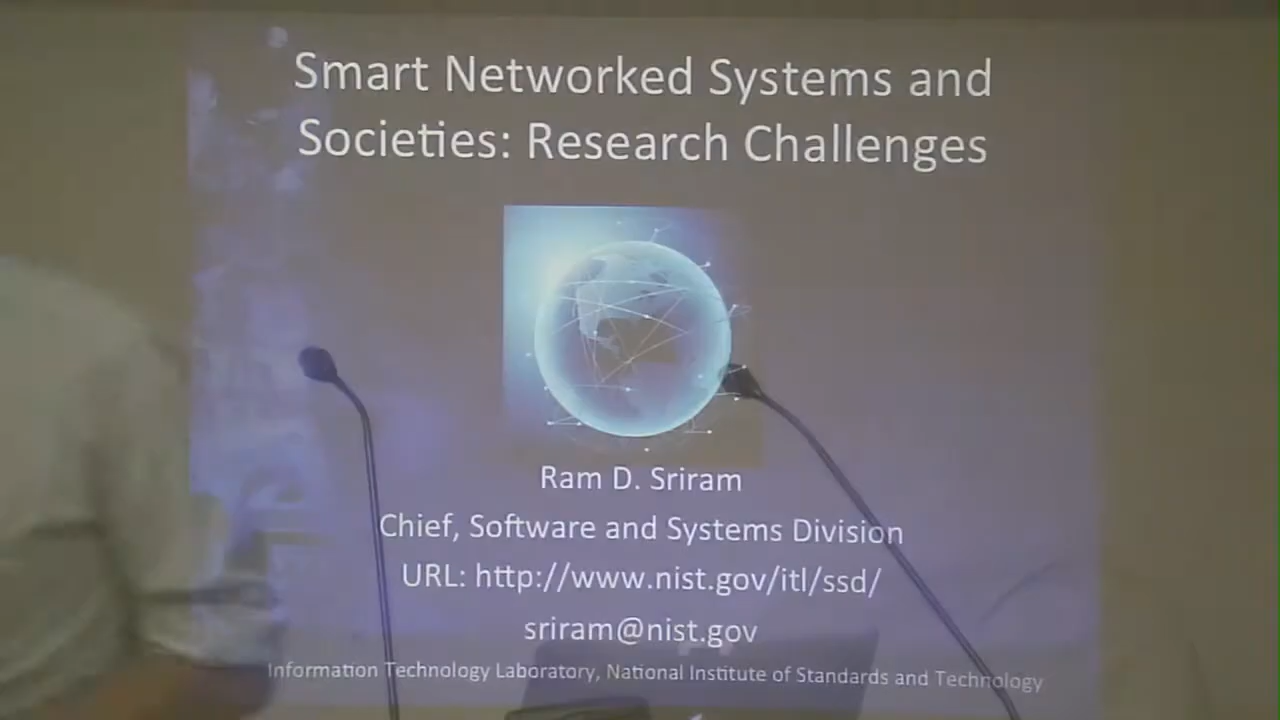 Smart Networked Systems and
Societies: Research Challenges
Ram D. Sriram
Chief, Software and Systems Division
URL: http://www.nist.gov/itl/ssd/
sriram@nist.gov
Information Technology Laboratory, National Institute of Standards and Technology